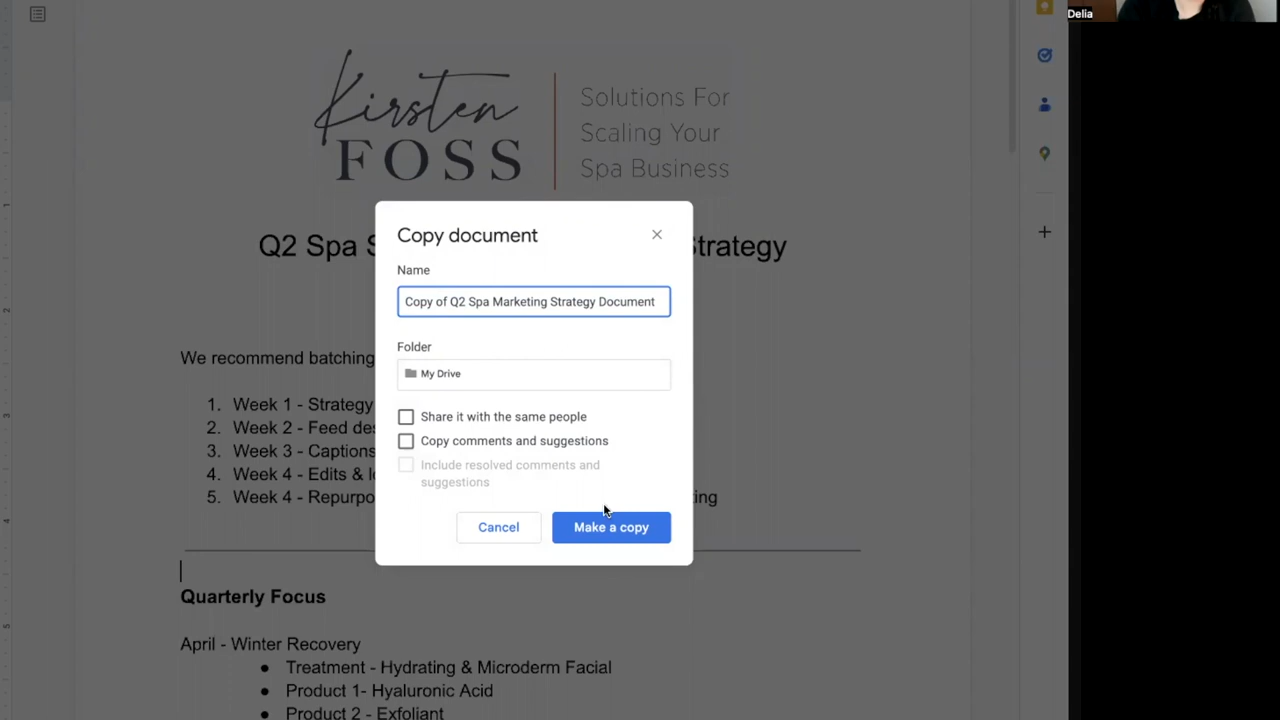 Delia
Kirsten
FOSS
Solutions For
Scaling Your
Spa Business
Copy document
Q2 Spa S
trategy
Name
Copy of Q2 Spa Marketing Strategy Document
Folder
My Drive
We recommend batching
1. Week 1 - Strategy
2. Week 2 - Feed des
3. Week 3 - Captions
4. Week 4 - Edits & l
5. Week 4 - Repurpo
ing
Share it with the same people
Copy comments and suggestions
Include resolved comments and
suggestions
Cancel
Make a copy
Quarterly Focus
April - Winter Recovery
● Treatment - Hydrating & Microderm Facial
● Product 1- Hyaluronic Acid
● Product 2 - Exfoliant